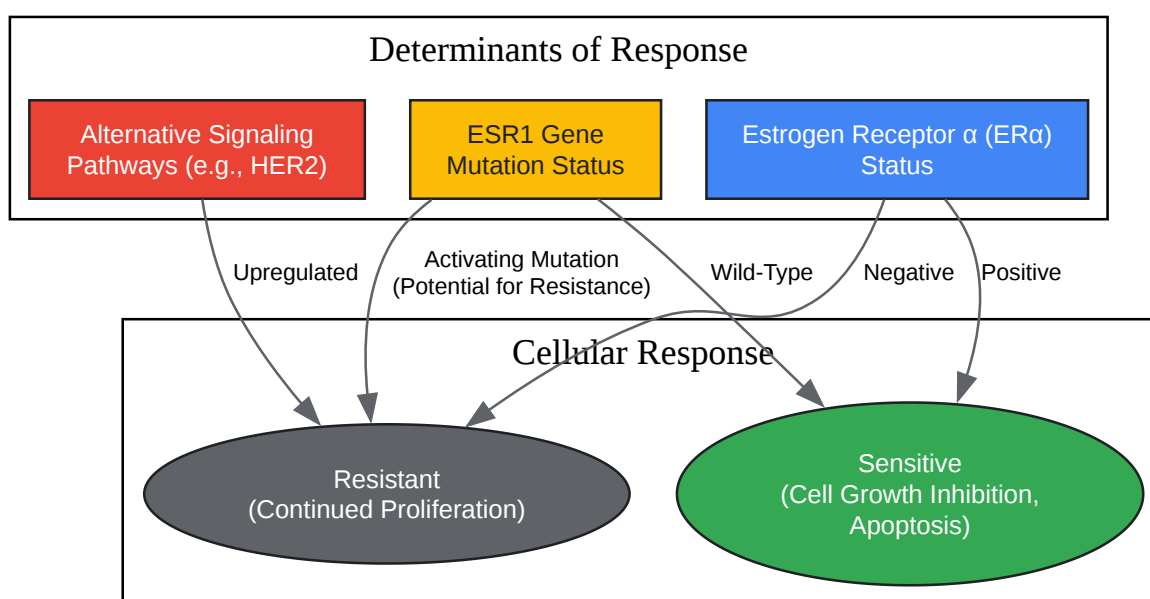 Determinants of Response
Alternative Signaling
Pathways (e.g., HER2)
ESR1 Gene
Mutation Status
Estrogen Receptor α (ERα)
Status
Upregulated
Activating Mutation
(Potential for Resistance)
Wild-Type
Negative
Positive
Cellular Response
Resistant
(Continued Proliferation)
Sensitive
(Cell Growth Inhibition,
Apoptosis)